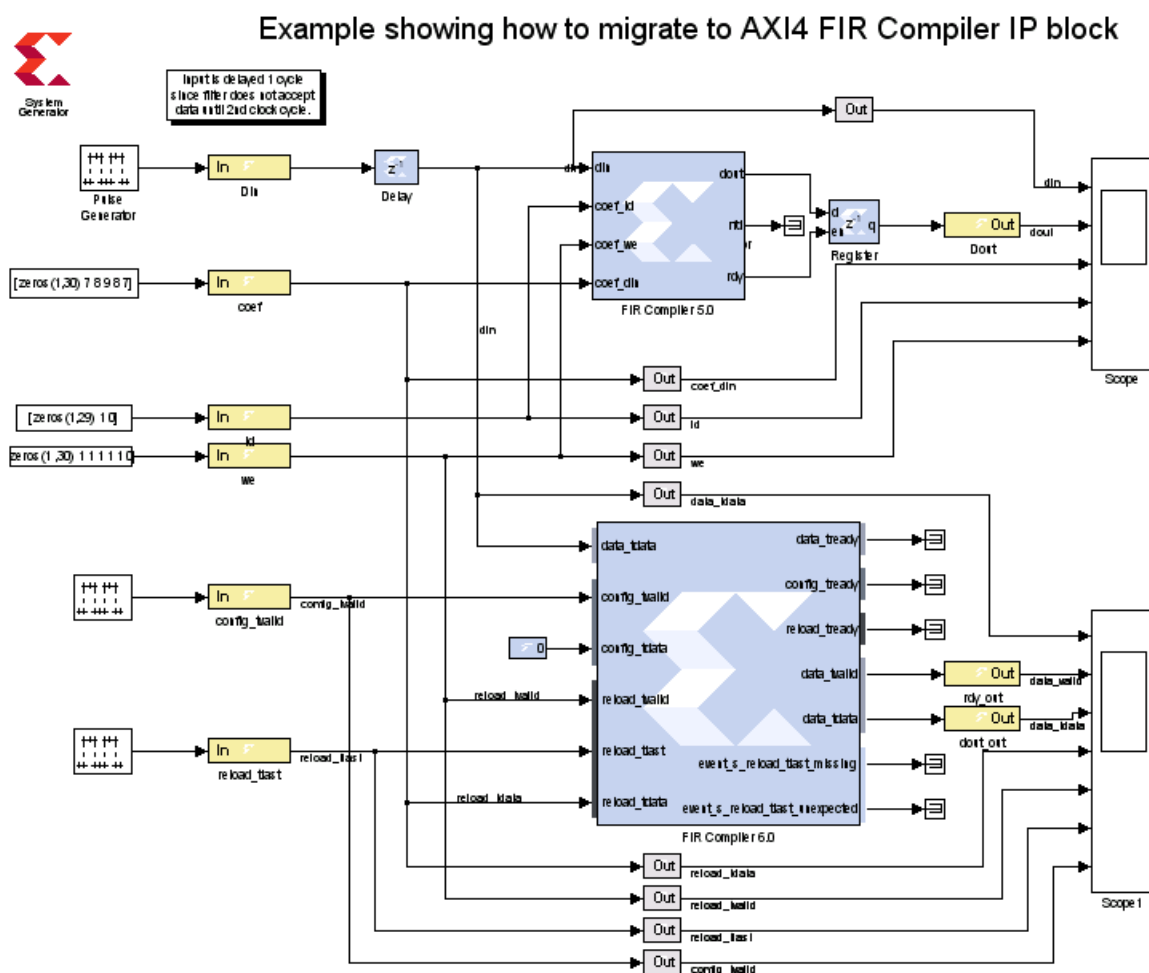 Example showing how to migrate to AXI4 FIR Compiler IP block
System
Generator
Input is delayed 1 cycle
since filter does not accept
data until 2nd clock cycle.
Out
Pulse
Generator
In
Din
z-1
Delay
din
coef_ld
coef_we
coef_din
dout
rfd
rdy
FIR Compiler 5.0
d
en
z-1
q
Register
Out
Dout
din
dout
[zeros(1,30) 7 8 9 8 7]
In
coef
din
Out
coef_din
Scope
[zeros(1,29) 1 0]
In
ld
Out
ld
zeros(1,30) 1 1 1 1 1 0]
In
we
Out
we
Out
data_tdata
In
config_tvalid
config_tvalid
0
data_tdata
config_tvalid
config_tdata
reload_tvalid
reload_tvalid
reload_tlast
reload_tdata
reload_tdata
data_tready
config_tready
reload_tready
data_tvalid
data_tdata
event_s_reload_tlast_missing
event_s_reload_tlast_unexpected
FIR Compiler 6.0
Out
rdy_out
data_valid
Out
dout_out
data_tdata
In
reload_tlast
reload_tlast
Out
reload_tdata
Out
reload_tvalid
Out
reload_tlast
Out
config_tvalid
Scope1